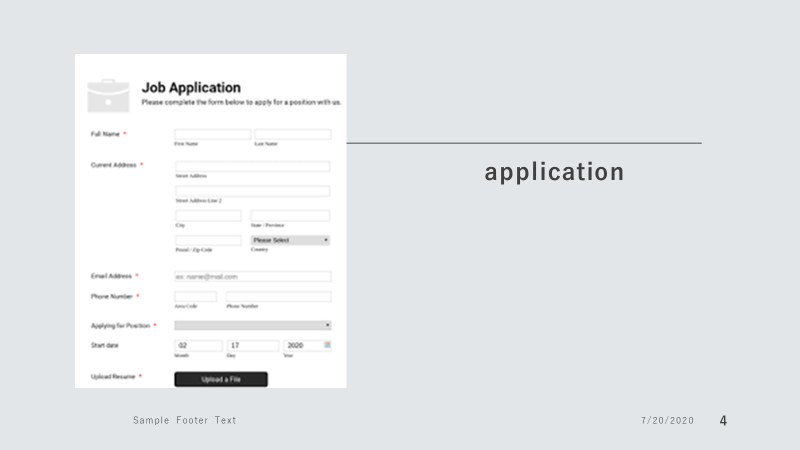 Job Application
Please complete the form below to apply for a position with us.
Full Name *
First Name Last Name
Current Address *
Street Address
Street Address Line 2
City State / Province
Please Select
Postal / Zip Code Country
Email Address * ex: name@mail.com
Phone Number *
Area Code Phone Number
Applying for Position *
Start date 02 17 2020
Month Day Year
Upload Resume * Upload a File
application
Sample Footer Text 7/20/2020 4